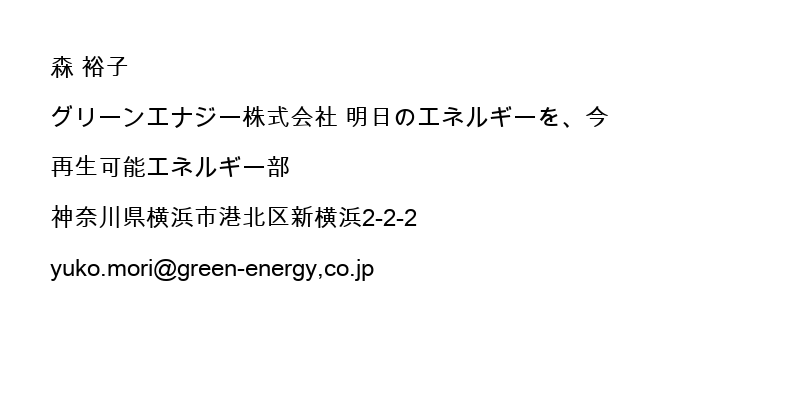 森 裕子
グリーンエナジー株式会社 明日のエネルギーを、今
再生可能エネルギー部
神奈川県横浜市港北区新横浜2-2-2
yuko.mori@green-energy,co.jp